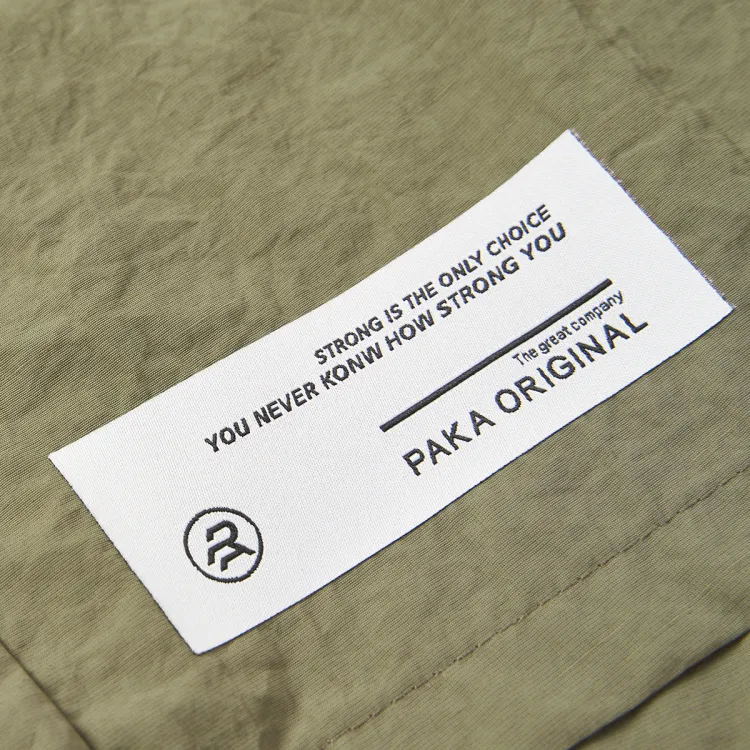 STRONG IS THE ONLY CHOICE
YOU NEVER KONW HOW STRONG YOU
The great company
PAKA ORIGINAL